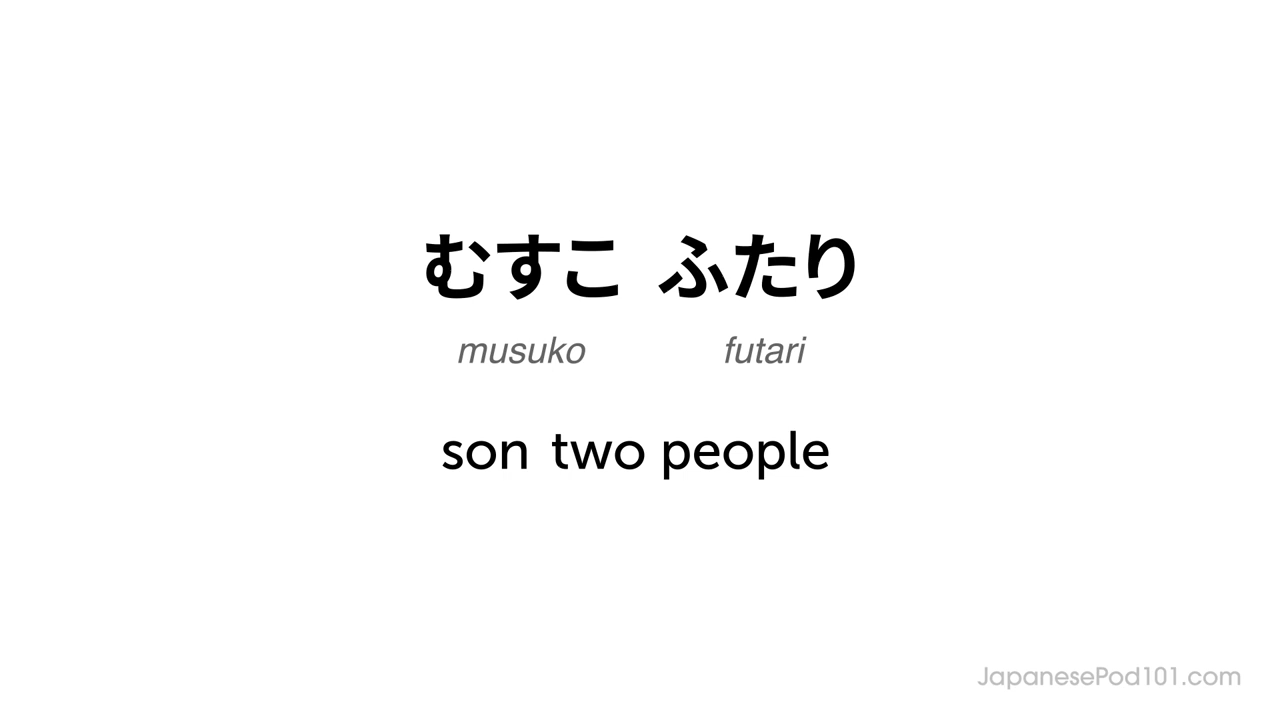 むすこ ふたり
musuko futari
son two people
JapanesePod101.com